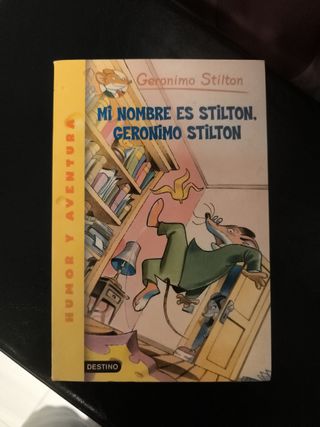 Geronimo Stilton
MI NOMBRE ES STILTON,
GERONIMO STILTON
HUMOR Y AVENTURA
DESTINO